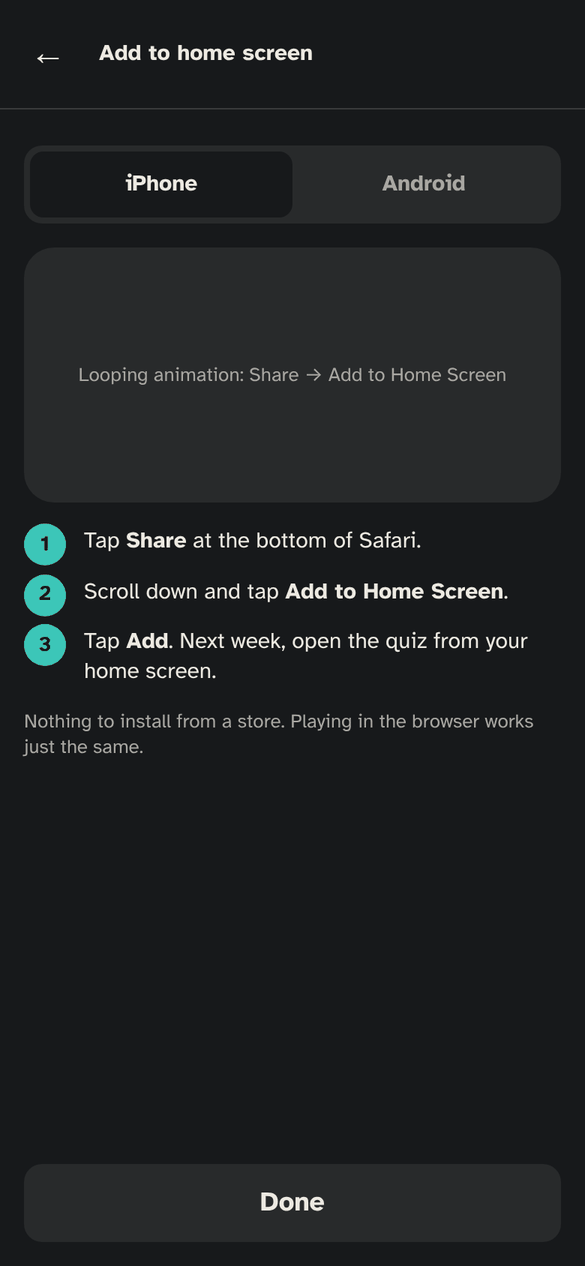 ← Add to home screen
iPhone Android
Looping animation: Share → Add to Home Screen
1 Tap Share at the bottom of Safari.
2 Scroll down and tap Add to Home Screen.
3 Tap Add. Next week, open the quiz from your
home screen.
Nothing to install from a store. Playing in the browser works
just the same.
Done